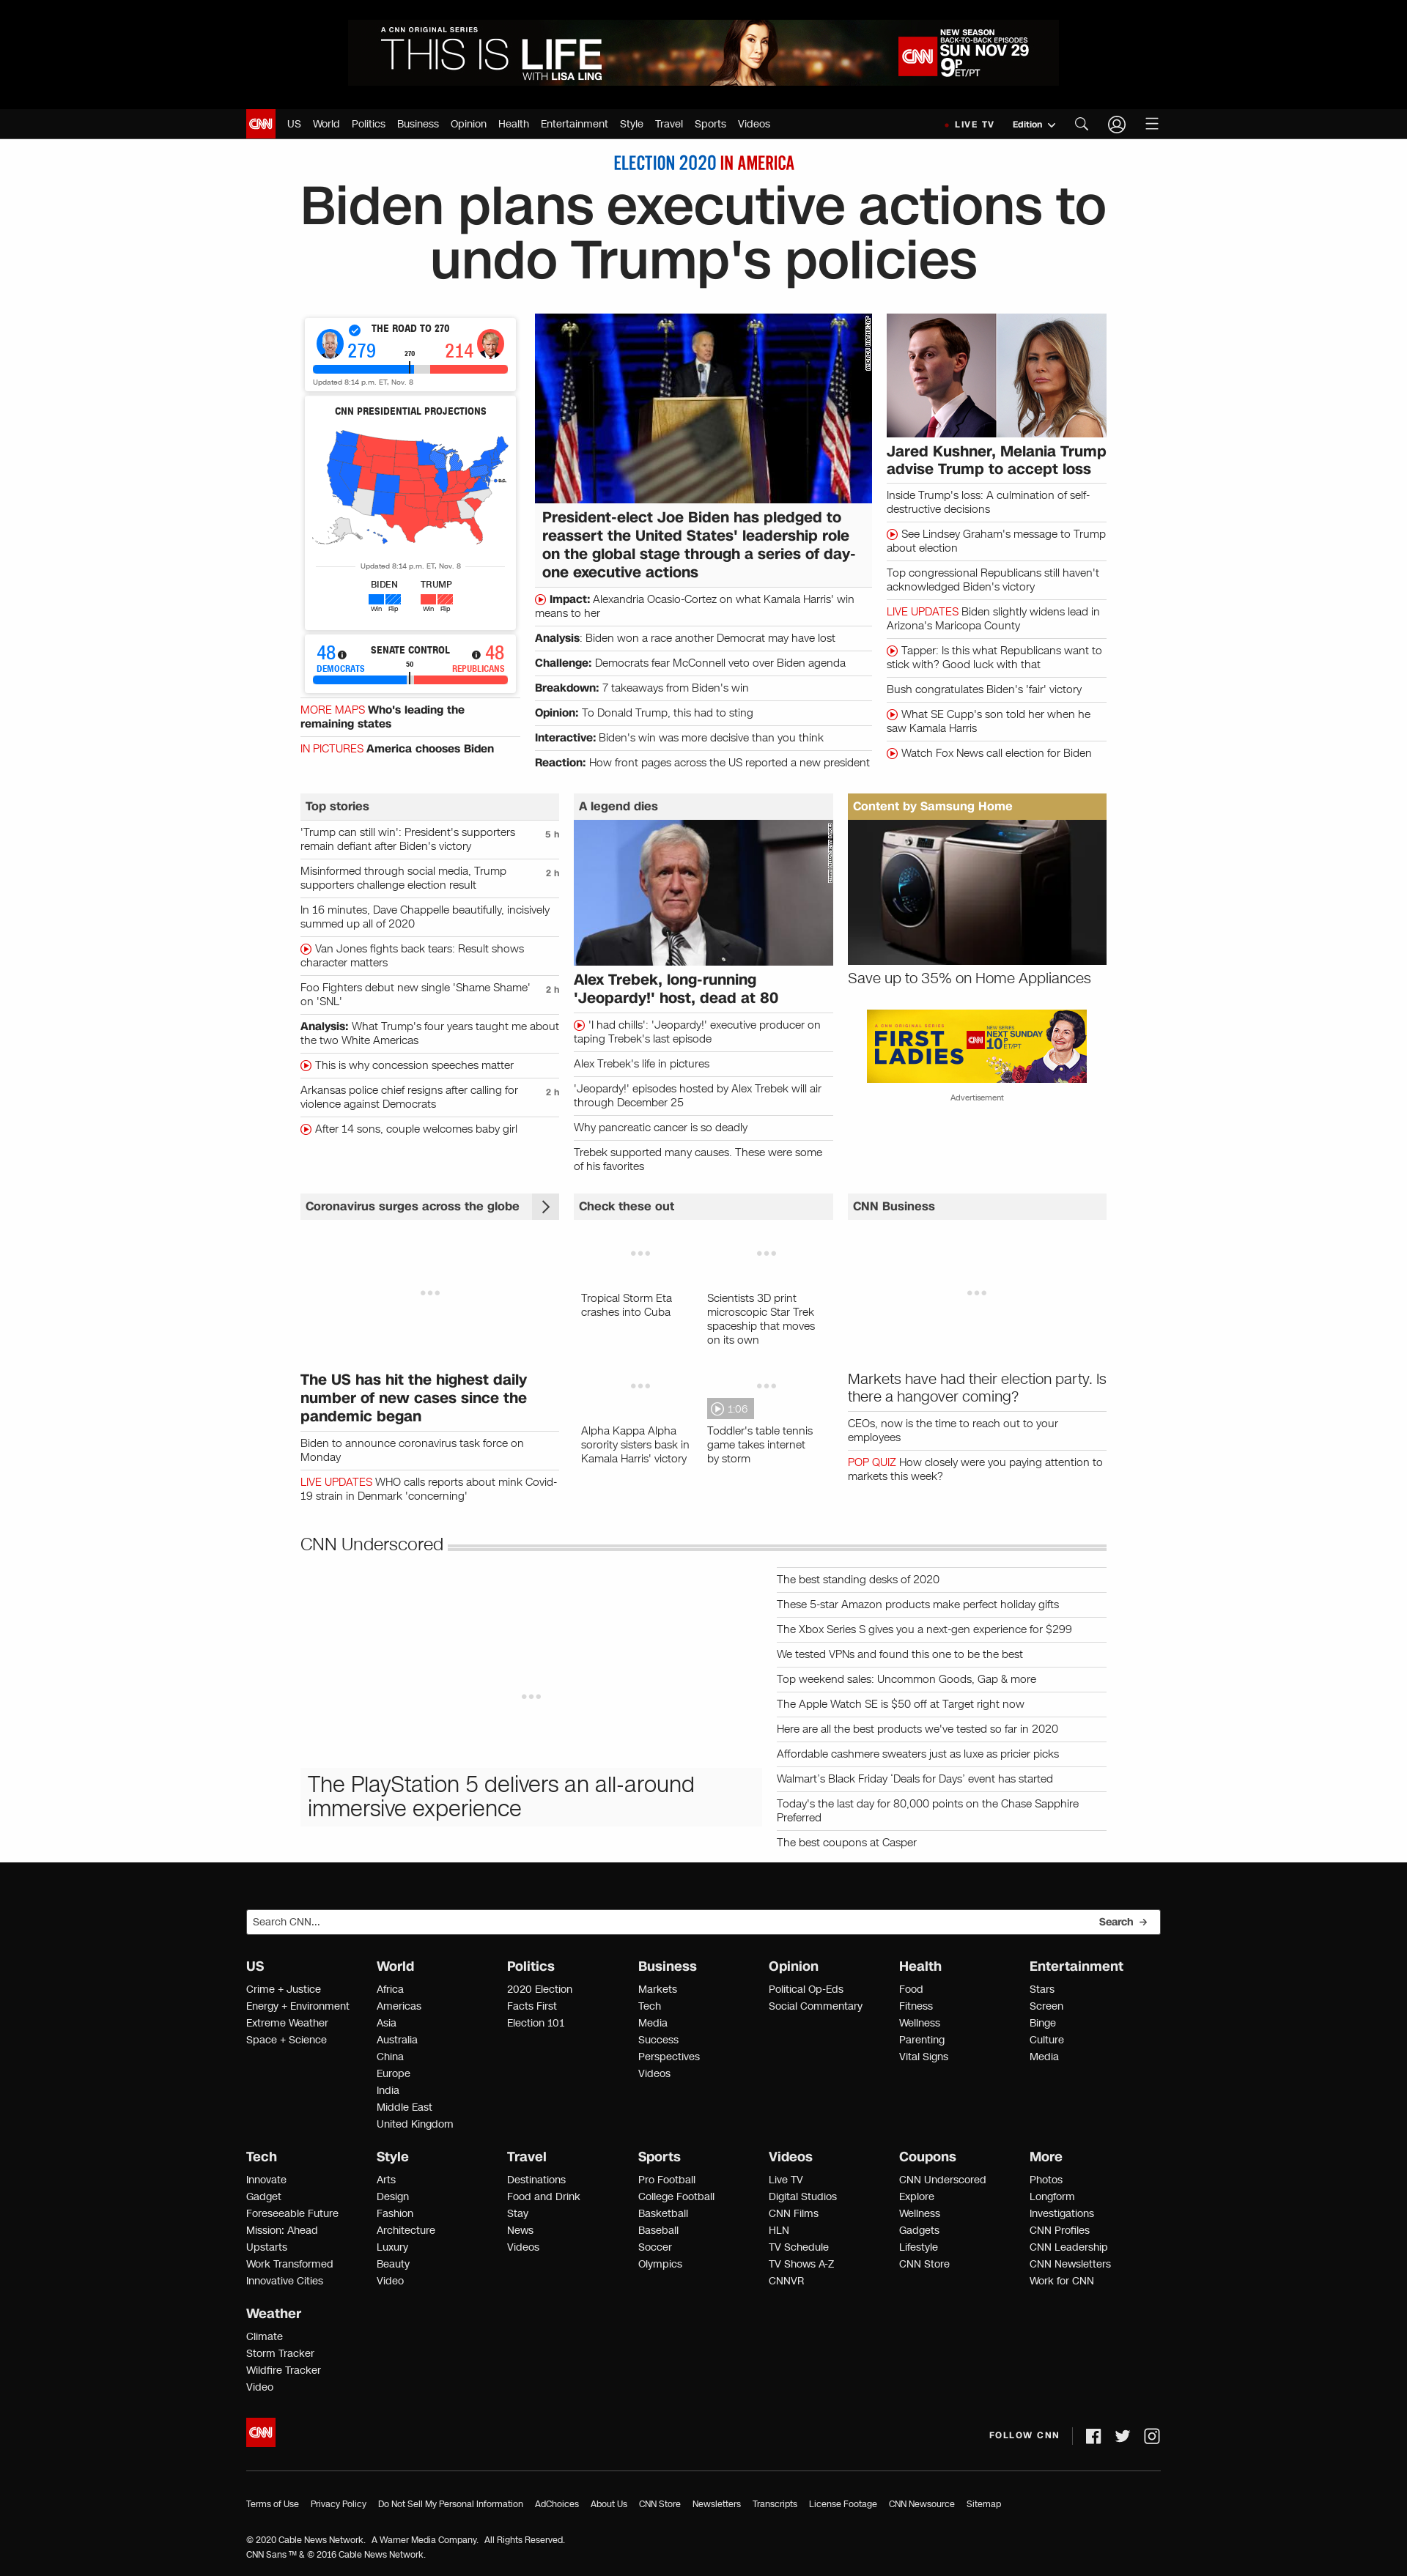 A CNN ORIGINAL SERIES
THIS IS LIFE
WITH LISA LING
CNN
NEW SEASON
BACK-TO-BACK EPISODES
SUN NOV 29
9P ET/PT
CNN US World Politics Business Opinion Health Entertainment Style Travel Sports Videos LIVE TV Edition
ELECTION 2020 IN AMERICA
Biden plans executive actions to
undo Trump's policies
THE ROAD TO 270
279 270 214
Updated 8:14 p.m. ET, Nov. 8
CNN PRESIDENTIAL PROJECTIONS
D.C.
Updated 8:14 p.m. ET, Nov. 8
BIDEN TRUMP
Win Flip Win Flip
48 SENATE CONTROL 48
DEMOCRATS 50 REPUBLICANS
MORE MAPS Who's leading the
remaining states
IN PICTURES America chooses Biden
President-elect Joe Biden has pledged to
reassert the United States' leadership role
on the global stage through a series of day-
one executive actions
Impact: Alexandria Ocasio-Cortez on what Kamala Harris' win
means to her
Analysis: Biden won a race another Democrat may have lost
Challenge: Democrats fear McConnell veto over Biden agenda
Breakdown: 7 takeaways from Biden's win
Opinion: To Donald Trump, this had to sting
Interactive: Biden's win was more decisive than you think
Reaction: How front pages across the US reported a new president
Jared Kushner, Melania Trump
advise Trump to accept loss
Inside Trump's loss: A culmination of self-
destructive decisions
See Lindsey Graham's message to Trump
about election
Top congressional Republicans still haven't
acknowledged Biden's victory
LIVE UPDATES Biden slightly widens lead in
Arizona's Maricopa County
Tapper: Is this what Republicans want to
stick with? Good luck with that
Bush congratulates Biden's 'fair' victory
What SE Cupp's son told her when he
saw Kamala Harris
Watch Fox News call election for Biden
Top stories
'Trump can still win': President's supporters 5 h
remain defiant after Biden's victory
Misinformed through social media, Trump 2 h
supporters challenge election result
In 16 minutes, Dave Chappelle beautifully, incisively
summed up all of 2020
Van Jones fights back tears: Result shows
character matters
Foo Fighters debut new single 'Shame Shame' 2 h
on 'SNL'
Analysis: What Trump's four years taught me about
the two White Americas
This is why concession speeches matter
Arkansas police chief resigns after calling for 2 h
violence against Democrats
After 14 sons, couple welcomes baby girl
A legend dies
Alex Trebek, long-running
'Jeopardy!' host, dead at 80
'I had chills': 'Jeopardy!' executive producer on
taping Trebek's last episode
Alex Trebek's life in pictures
'Jeopardy!' episodes hosted by Alex Trebek will air
through December 25
Why pancreatic cancer is so deadly
Trebek supported many causes. These were some
of his favorites
Content by Samsung Home
Save up to 35% on Home Appliances
A CNN ORIGINAL SERIES
FIRST
LADIES
CNN
NEW SERIES
NEXT SUNDAY
10P ET/PT
Advertisement
Coronavirus surges across the globe
The US has hit the highest daily
number of new cases since the
pandemic began
Biden to announce coronavirus task force on
Monday
LIVE UPDATES WHO calls reports about mink Covid-
19 strain in Denmark 'concerning'
Check these out
Tropical Storm Eta
crashes into Cuba
Scientists 3D print
microscopic Star Trek
spaceship that moves
on its own
Alpha Kappa Alpha
sorority sisters bask in
Kamala Harris' victory
1:06
Toddler's table tennis
game takes internet
by storm
CNN Business
Markets have had their election party. Is
there a hangover coming?
CEOs, now is the time to reach out to your
employees
POP QUIZ How closely were you paying attention to
markets this week?
CNN Underscored
The PlayStation 5 delivers an all-around
immersive experience
The best standing desks of 2020
These 5-star Amazon products make perfect holiday gifts
The Xbox Series S gives you a next-gen experience for $299
We tested VPNs and found this one to be the best
Top weekend sales: Uncommon Goods, Gap & more
The Apple Watch SE is $50 off at Target right now
Here are all the best products we've tested so far in 2020
Affordable cashmere sweaters just as luxe as pricier picks
Walmart's Black Friday 'Deals for Days' event has started
Today's the last day for 80,000 points on the Chase Sapphire
Preferred
The best coupons at Casper
Search CNN... Search →
US
Crime + Justice
Energy + Environment
Extreme Weather
Space + Science
World
Africa
Americas
Asia
Australia
China
Europe
India
Middle East
United Kingdom
Politics
2020 Election
Facts First
Election 101
Business
Markets
Tech
Media
Success
Perspectives
Videos
Opinion
Political Op-Eds
Social Commentary
Health
Food
Fitness
Wellness
Parenting
Vital Signs
Entertainment
Stars
Screen
Binge
Culture
Media
Tech
Innovate
Gadget
Foreseeable Future
Mission: Ahead
Upstarts
Work Transformed
Innovative Cities
Style
Arts
Design
Fashion
Architecture
Luxury
Beauty
Video
Travel
Destinations
Food and Drink
Stay
News
Videos
Sports
Pro Football
College Football
Basketball
Baseball
Soccer
Olympics
Videos
Live TV
Digital Studios
CNN Films
HLN
TV Schedule
TV Shows A-Z
CNNVR
Coupons
CNN Underscored
Explore
Wellness
Gadgets
Lifestyle
CNN Store
More
Photos
Longform
Investigations
CNN Profiles
CNN Leadership
CNN Newsletters
Work for CNN
Weather
Climate
Storm Tracker
Wildfire Tracker
Video
CNN
FOLLOW CNN
Terms of Use Privacy Policy Do Not Sell My Personal Information AdChoices About Us CNN Store Newsletters Transcripts License Footage CNN Newsource Sitemap
© 2020 Cable News Network. A Warner Media Company. All Rights Reserved.
CNN Sans ™ & © 2016 Cable News Network.